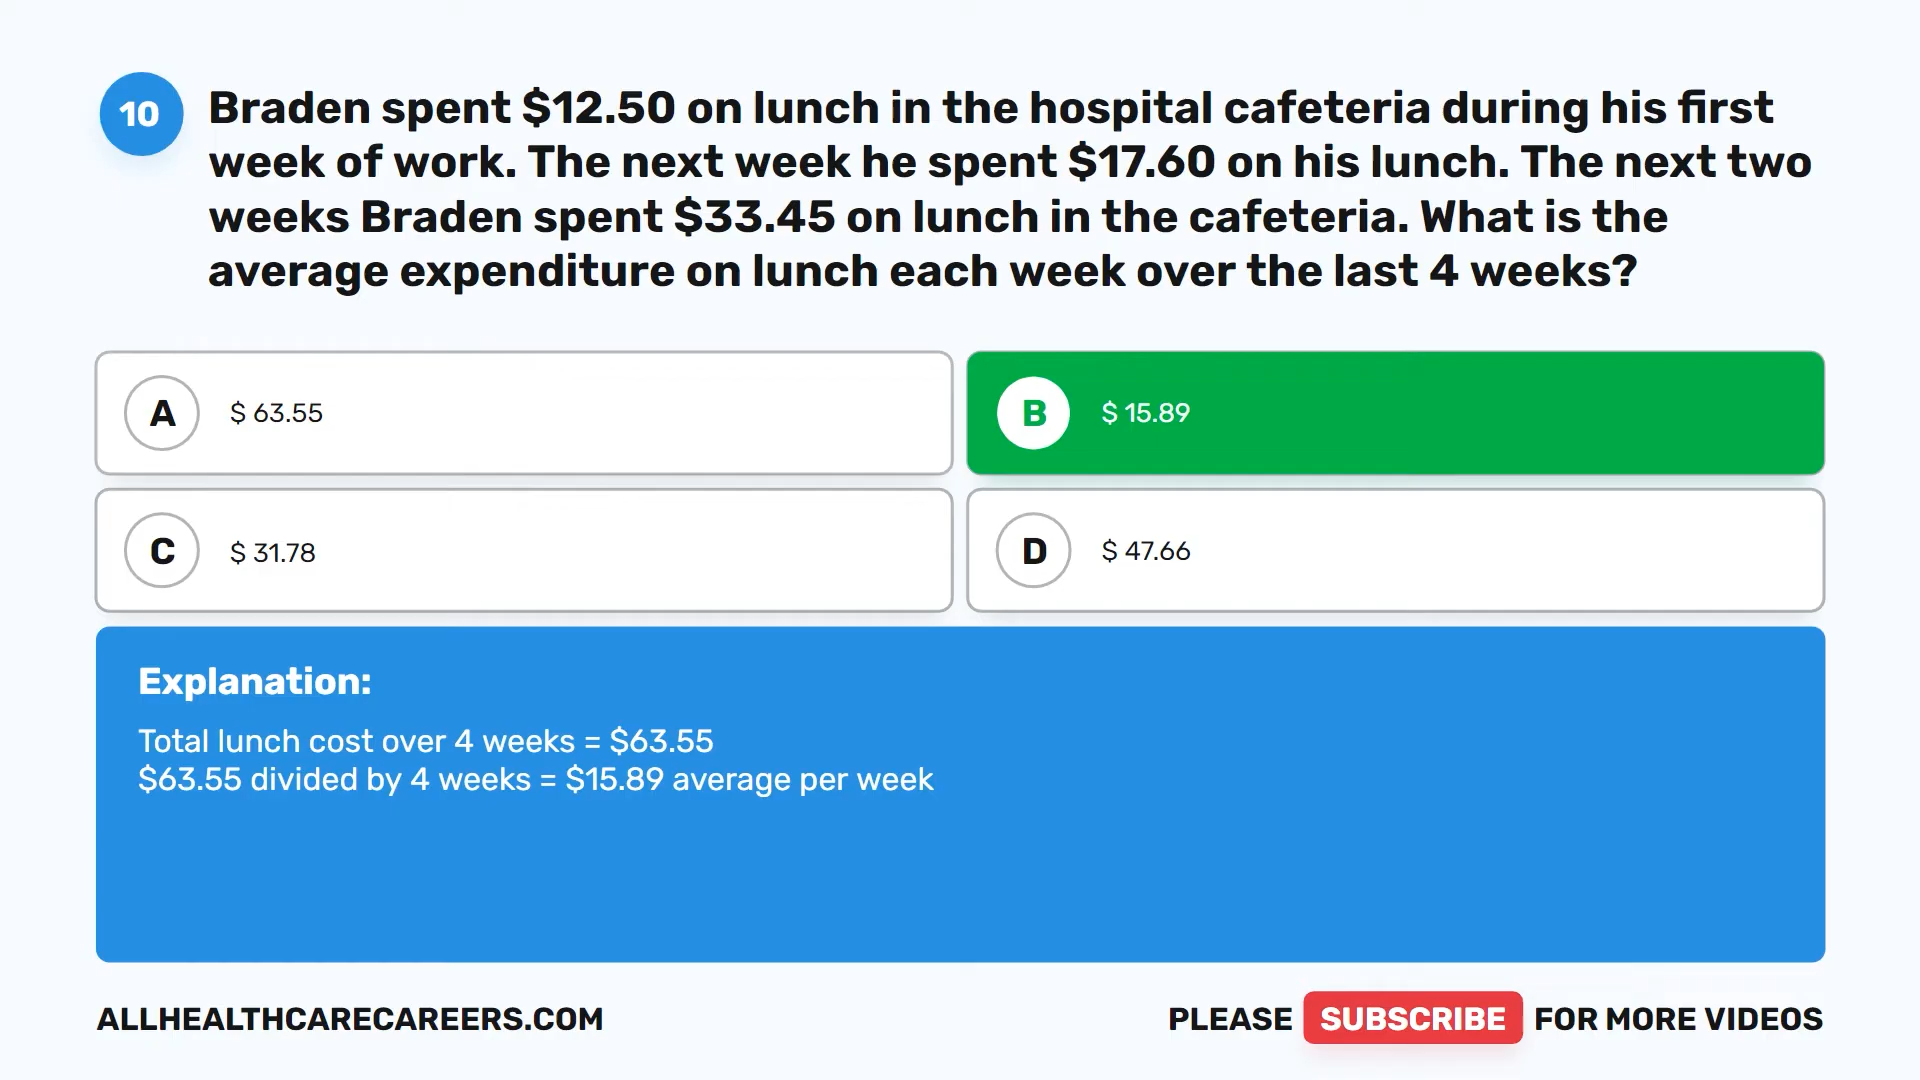 10
Braden spent $12.50 on lunch in the hospital cafeteria during his first
week of work. The next week he spent $17.60 on his lunch. The next two
weeks Braden spent $33.45 on lunch in the cafeteria. What is the
average expenditure on lunch each week over the last 4 weeks?
A $ 63.55
B $ 15.89
C $ 31.78
D $ 47.66
Explanation:
Total lunch cost over 4 weeks = $63.55
$63.55 divided by 4 weeks = $15.89 average per week
ALLHEALTHCARECAREERS.COM
PLEASE SUBSCRIBE FOR MORE VIDEOS